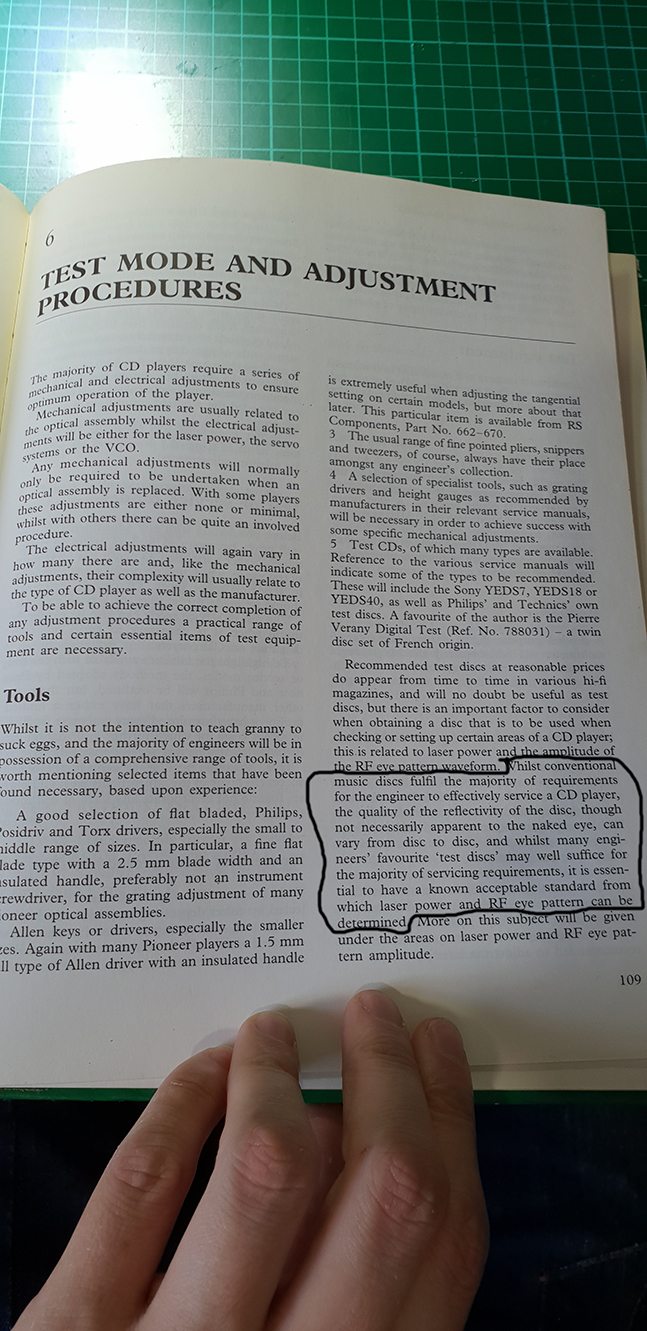 6
TEST MODE AND ADJUSTMENT
PROCEDURES
The majority of CD players require a series of
mechanical and electrical adjustments to ensure
optimum operation of the player.
Mechanical adjustments are usually related to
the optical assembly whilst the electrical adjust-
ments will be either for the laser power, the servo
systems or the VCO.
Any mechanical adjustments will normally
only be required to be undertaken when an
optical assembly is replaced. With some players
these adjustments are either none or minimal,
whilst with others there can be quite an involved
procedure.
The electrical adjustments will again vary in
how many there are and, like the mechanical
adjustments, their complexity will usually relate to
the type of CD player as well as the manufacturer.
To be able to achieve the correct completion of
any adjustment procedures a practical range of
tools and certain essential items of test equip-
ment are necessary.
Tools
Whilst it is not the intention to teach granny to
suck eggs, and the majority of engineers will be in
possession of a comprehensive range of tools, it is
worth mentioning selected items that have been
ound necessary, based upon experience:
A good selection of flat bladed, Philips,
Posidriv and Torx drivers, especially the small to
middle range of sizes. In particular, a fine flat
lade type with a 2.5 mm blade width and an
nsulated handle, preferably not an instrument
crewdriver, for the grating adjustment of many
ioneer optical assemblies.
Allen keys or drivers, especially the smaller
zes. Again with many Pioneer players a 1.5 mm
ll type of Allen driver with an insulated handle
is extremely useful when adjusting the tangential
setting on certain models, but more about that
later. This particular item is available from RS
Components, Part No. 662–670.
3 The usual range of fine pointed pliers, snippers
and tweezers, of course, always have their place
amongst any engineer's collection.
4 A selection of specialist tools, such as grating
drivers and height gauges as recommended by
manufacturers in their relevant service manuals,
will be necessary in order to achieve success with
some specific mechanical adjustments.
5 Test CDs, of which many types are available.
Reference to the various service manuals will
indicate some of the types to be recommended.
These will include the Sony YEDS7, YEDS18 or
YEDS40, as well as Philips' and Technics' own
test discs. A favourite of the author is the Pierre
Verany Digital Test (Ref. No. 788031) – a twin
disc set of French origin.
Recommended test discs at reasonable prices
do appear from time to time in various hi-fi
magazines, and will no doubt be useful as test
discs, but there is an important factor to consider
when obtaining a disc that is to be used when
checking or setting up certain areas of a CD player;
this is related to laser power and the amplitude of
the RF eye pattern waveform. Whilst conventional
music discs fulfil the majority of requirements
for the engineer to effectively service a CD player,
the quality of the reflectivity of the disc, though
not necessarily apparent to the naked eye, can
vary from disc to disc, and whilst many engi-
neers' favourite 'test discs' may well suffice for
the majority of servicing requirements, it is essen-
tial to have a known acceptable standard from
which laser power and RF eye pattern can be
determined. More on this subject will be given
under the areas on laser power and RF eye pat-
tern amplitude.
109